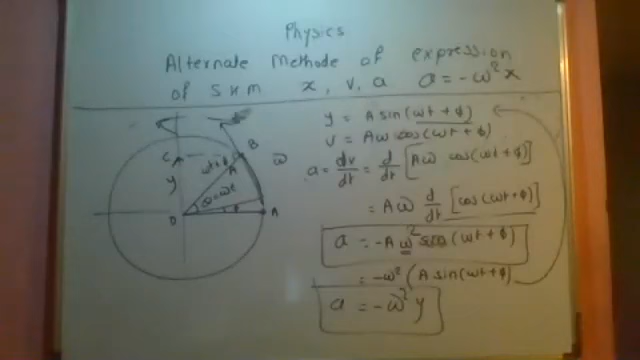 Physics
Alternate Methode of expression
of SHM x, v, a a = -ω²x
y = A sin(ωt + ϕ)
v = Aω cos(ωt + ϕ)
a = dv/dt = d/dt [Aω cos(ωt + ϕ)]
= Aω d/dt [cos(ωt + ϕ)]
a = -Aω² sin(ωt + ϕ)
= -ω² (A sin(ωt + ϕ)
a = -ω² y
C
B
ωt+ϕ
A
ω
y
θ=ωt
ϕ
O
A